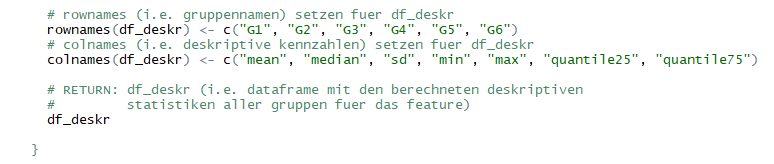 # rownames (i.e. gruppennamen) setzen fuer df_deskr
rownames(df_deskr) <- c("G1", "G2", "G3", "G4", "G5", "G6")
# colnames (i.e. deskriptive kennzahlen) setzen fuer df_deskr
colnames(df_deskr) <- c("mean", "median", "sd", "min", "max", "quantile25", "quantile75")
# RETURN: df_deskr (i.e. dataframe mit den berechneten deskriptiven
#         statistiken aller gruppen fuer das feature)
df_deskr
}